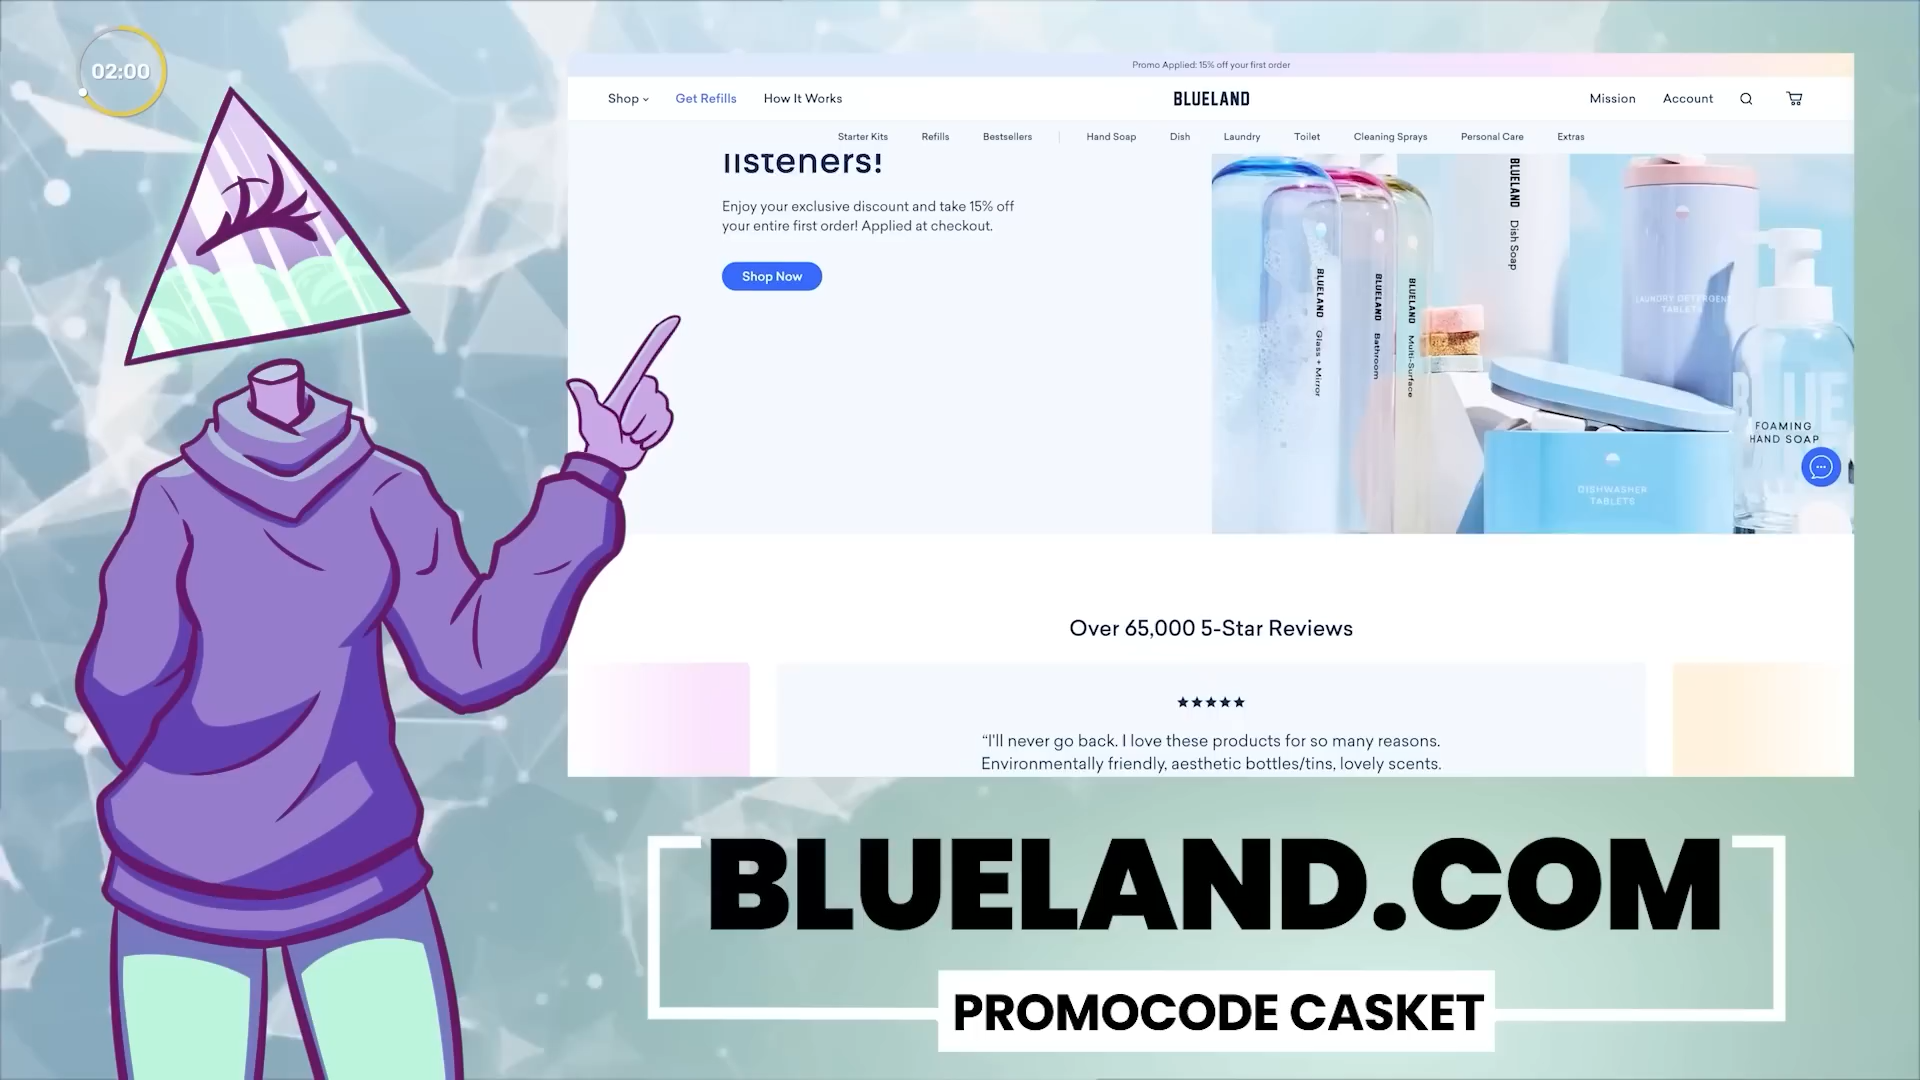 02:00
Promo Applied: 15% off your first order
Shop Get Refills How It Works BLUELAND Mission Account
Starter Kits Refills Bestsellers Hand Soap Dish Laundry Toilet Cleaning Sprays Personal Care Extras
listeners!
Enjoy your exclusive discount and take 15% off
your entire first order! Applied at checkout.
Shop Now
BLUELAND Glass + Mirror
BLUELAND Bathroom
BLUELAND Multi-Surface
BLUELAND Dish Soap
LAUNDRY DETERGENT
TABLETS
DISHWASHER
TABLETS
BLUE
FOAMING
HAND SOAP
Over 65,000 5-Star Reviews
★★★★★
“I'll never go back. I love these products for so many reasons.
Environmentally friendly, aesthetic bottles/tins, lovely scents.
BLUELAND.COM
PROMOCODE CASKET